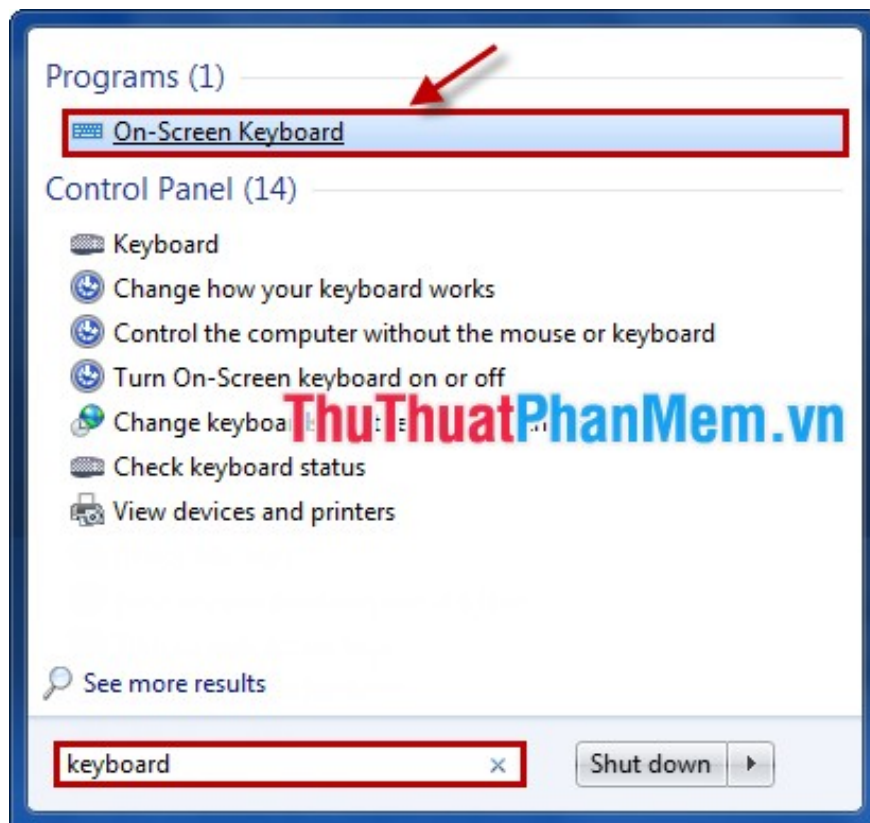 Programs (1)
On-Screen Keyboard
Control Panel (14)
Keyboard
Change how your keyboard works
Control the computer without the mouse or keyboard
Turn On-Screen keyboard on or off
Change
ThuThuatPhanMem.vn
Check keyboard status
View devices and printers
See more results
keyboard
Shut down